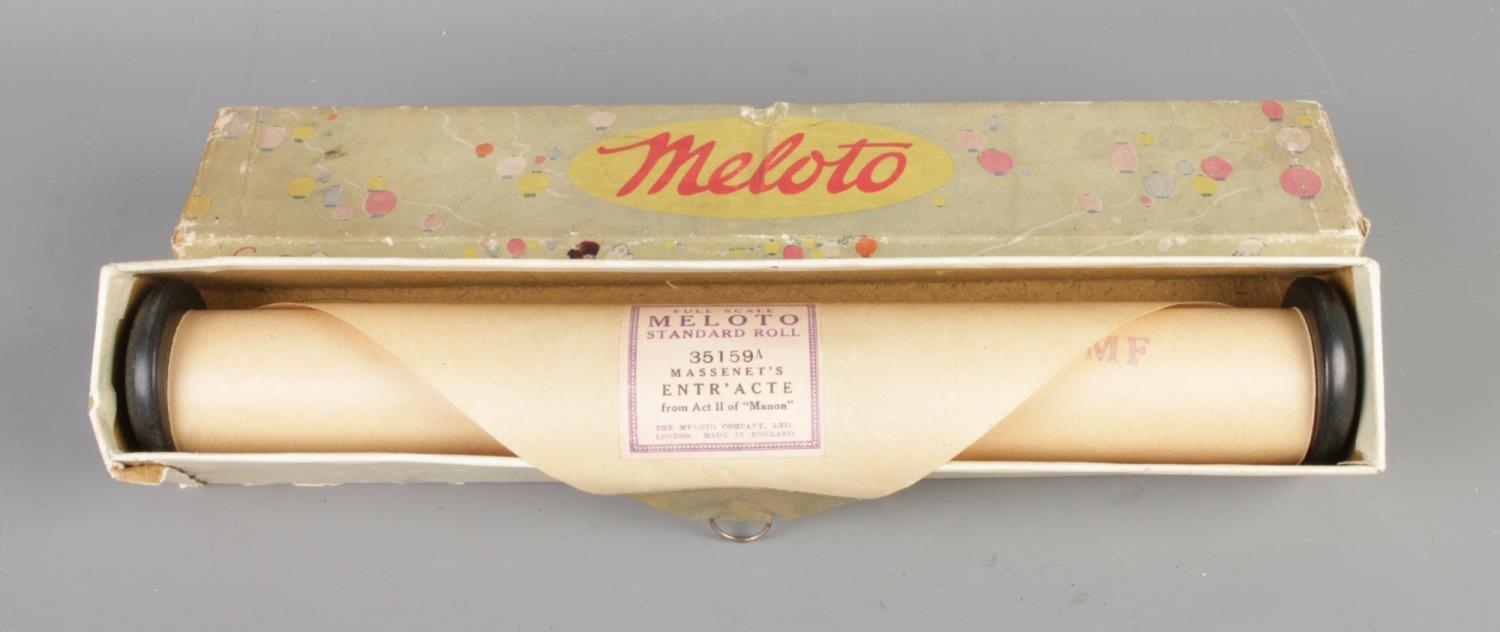 Meloto
FULL SCALE
MELOTO
STANDARD ROLL
35159A
MASSENET'S
ENTR'ACTE
from Act II of "Manon"
THE MELOTO COMPANY, LTD.
LONDON. MADE IN ENGLAND
MF